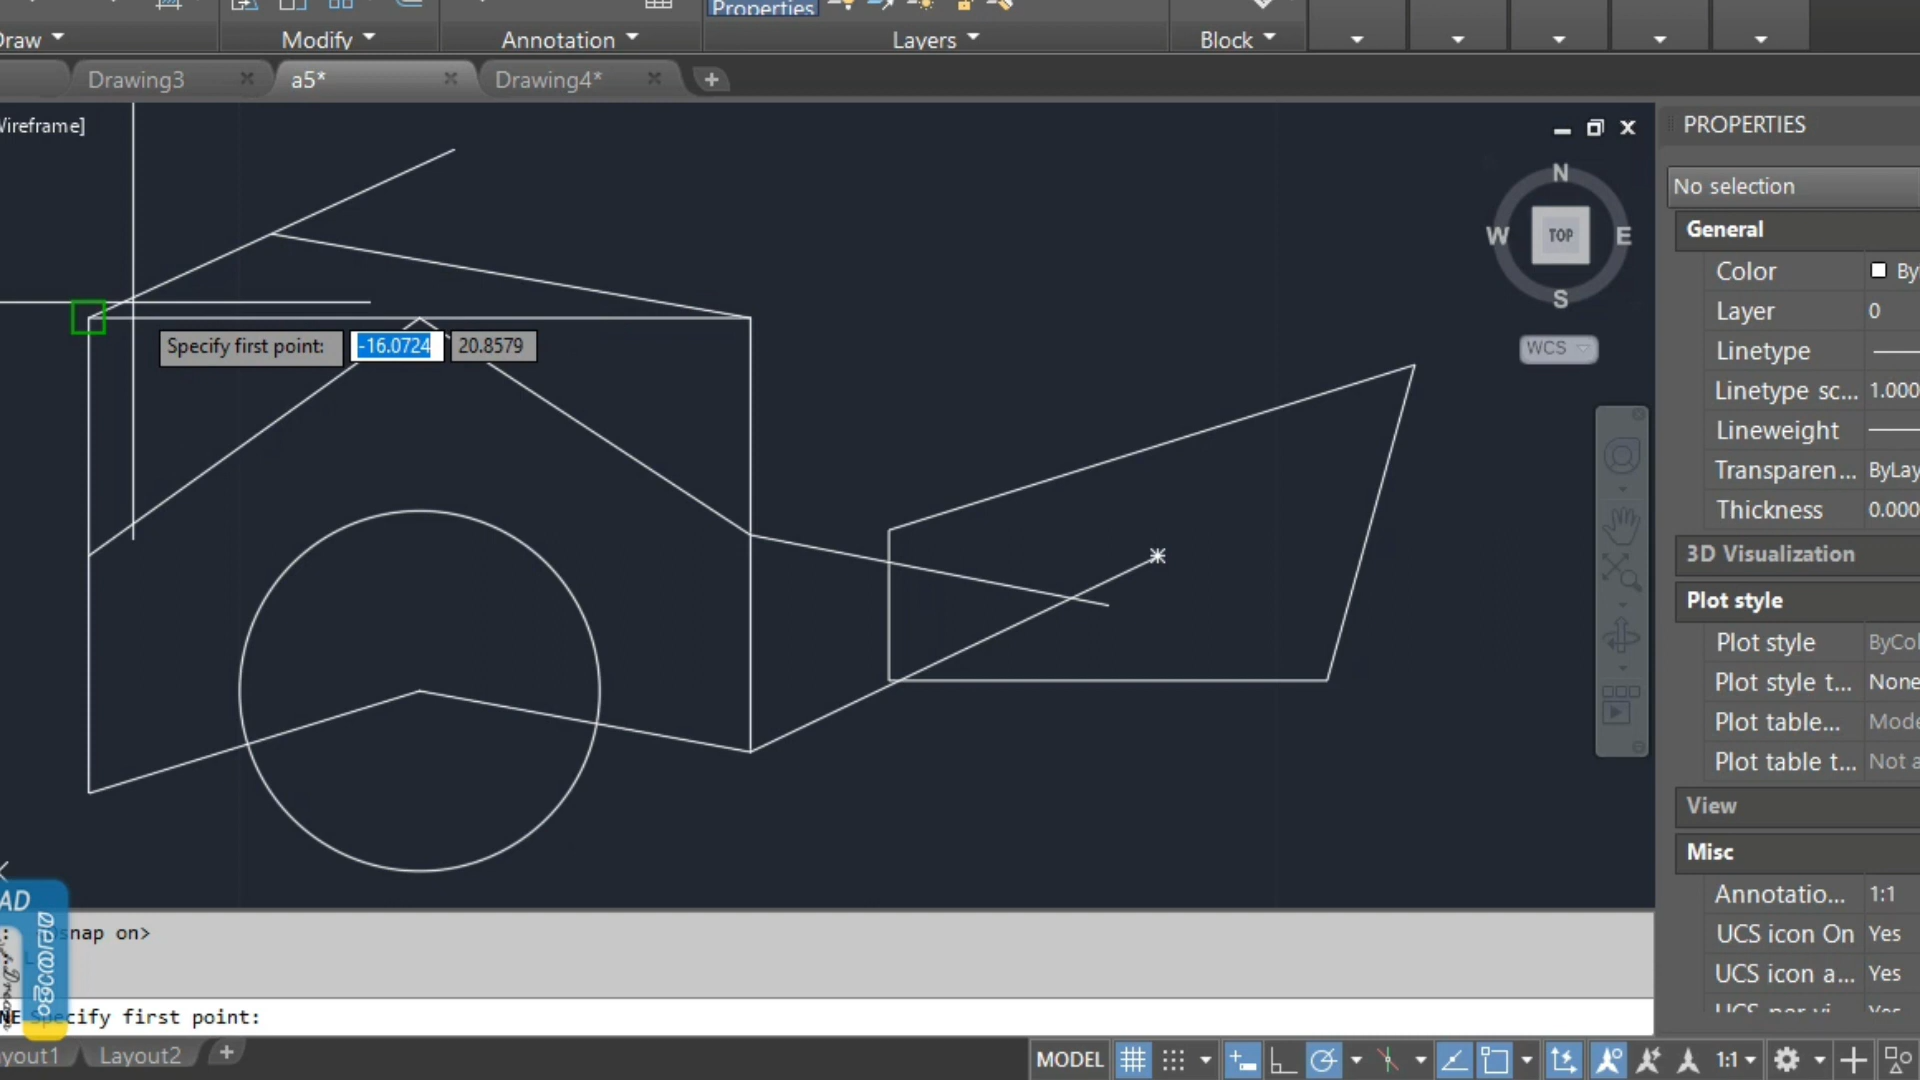 Properties
Draw
Modify
Annotation
Layers
Block
Drawing3
a5*
Drawing4*
Wireframe]
PROPERTIES
No selection
General
Color
By
Layer
0
Linetype
Linetype sc...
1.000
Lineweight
Transparen...
ByLay
Thickness
0.000
3D Visualization
Plot style
Plot style
ByCol
Plot style t...
None
Plot table...
Mode
Plot table t...
Not a
View
Misc
Annotatio...
1:1
UCS icon On
Yes
UCS icon a...
Yes
N
W
TOP
E
S
WCS
Specify first point:
-16.0724
20.8579
AD
snap on>
NE Specify first point:
yout1
Layout2
MODEL
1:1